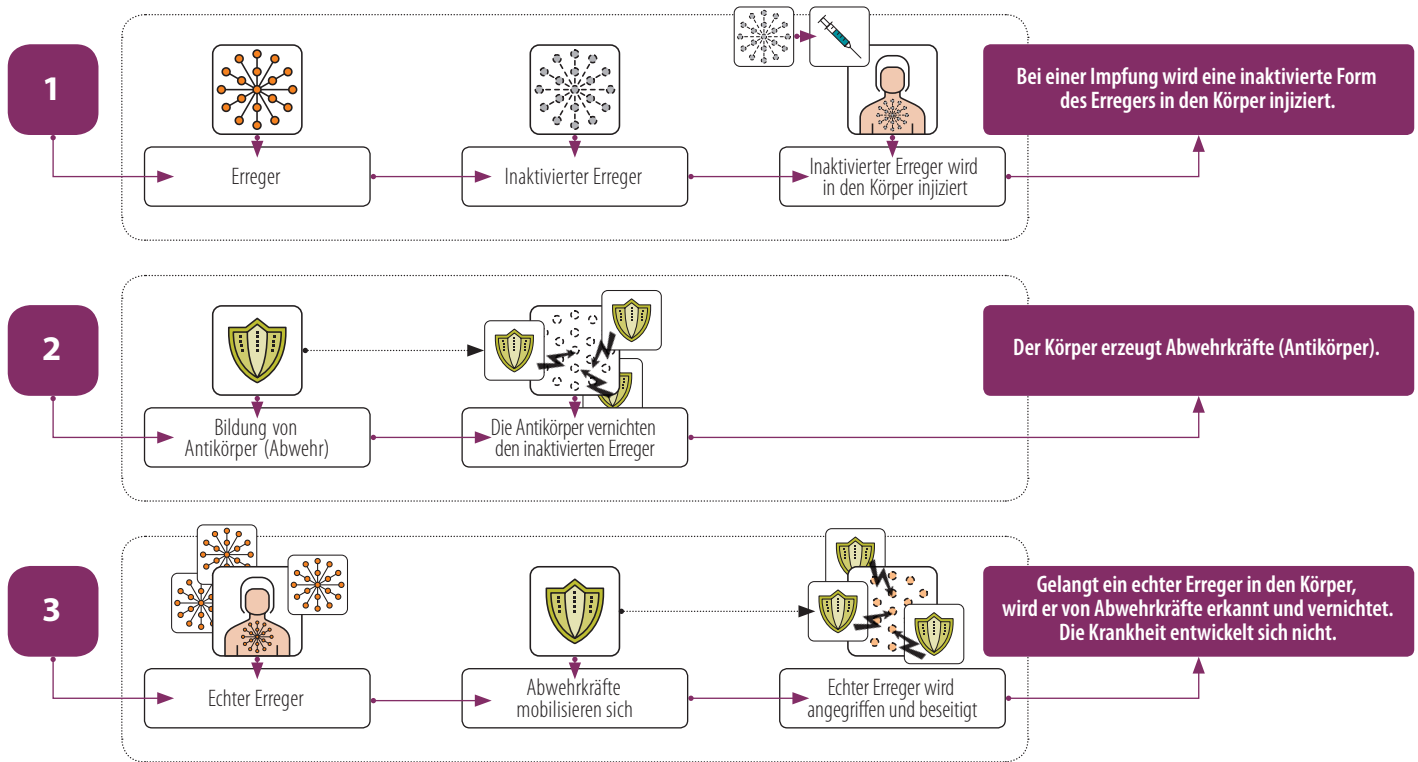 1
Erreger
Inaktivierter Erreger
Inaktivierter Erreger wird
in den Körper injiziert
Bei einer Impfung wird eine inaktivierte Form
des Erregers in den Körper injiziert.
2
Bildung von
Antikörper (Abwehr)
Die Antikörper vernichten
den inaktivierten Erreger
Der Körper erzeugt Abwehrkräfte (Antikörper).
3
Echter Erreger
Abwehrkräfte
mobilisieren sich
Echter Erreger wird
angegriffen und beseitigt
Gelangt ein echter Erreger in den Körper,
wird er von Abwehrkräfte erkannt und vernichtet.
Die Krankheit entwickelt sich nicht.